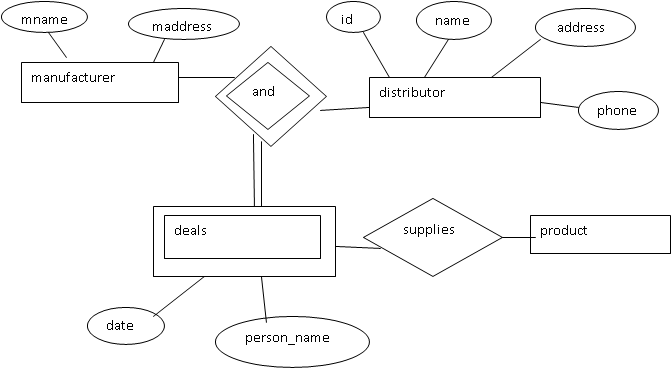 mname
maddress
id
name
address
manufacturer
and
distributor
phone
deals
supplies
product
date
person_name